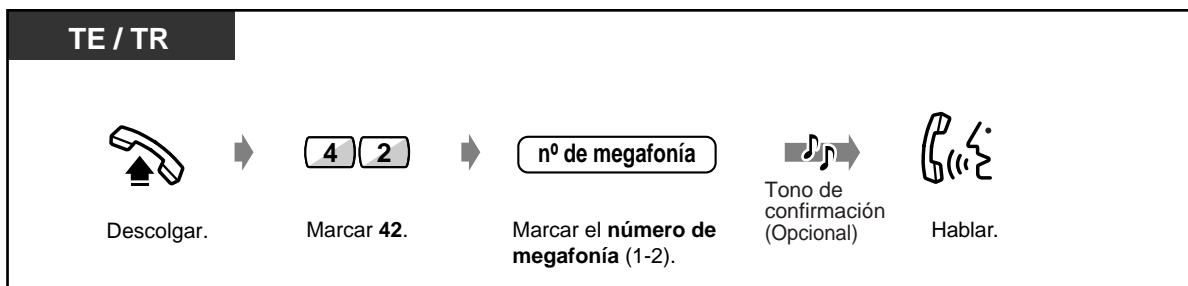 TE / TR
4 2
nº de megafonía
Descolgar.
Marcar 42.
Marcar el número de
megafonía (1-2).
Tono de
confirmación
(Opcional)
Hablar.